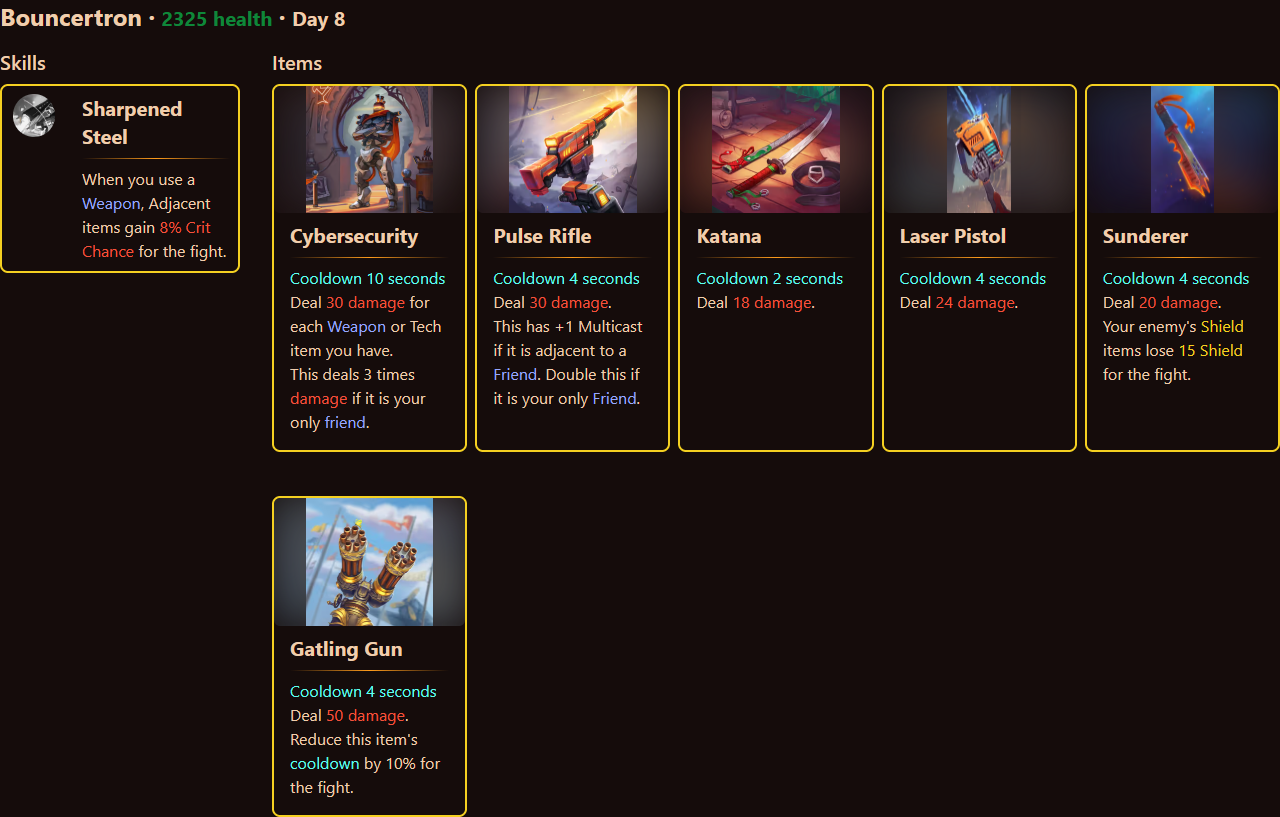 Bouncertron • 2325 health • Day 8
Skills
Sharpened
Steel
When you use a
Weapon, Adjacent
items gain 8% Crit
Chance for the fight.
Items
Cybersecurity
Cooldown 10 seconds
Deal 30 damage for
each Weapon or Tech
item you have.
This deals 3 times
damage if it is your
only friend.
Pulse Rifle
Cooldown 4 seconds
Deal 30 damage.
This has +1 Multicast
if it is adjacent to a
Friend. Double this if
it is your only Friend.
Katana
Cooldown 2 seconds
Deal 18 damage.
Laser Pistol
Cooldown 4 seconds
Deal 24 damage.
Sunderer
Cooldown 4 seconds
Deal 20 damage.
Your enemy's Shield
items lose 15 Shield
for the fight.
Gatling Gun
Cooldown 4 seconds
Deal 50 damage.
Reduce this item's
cooldown by 10% for
the fight.